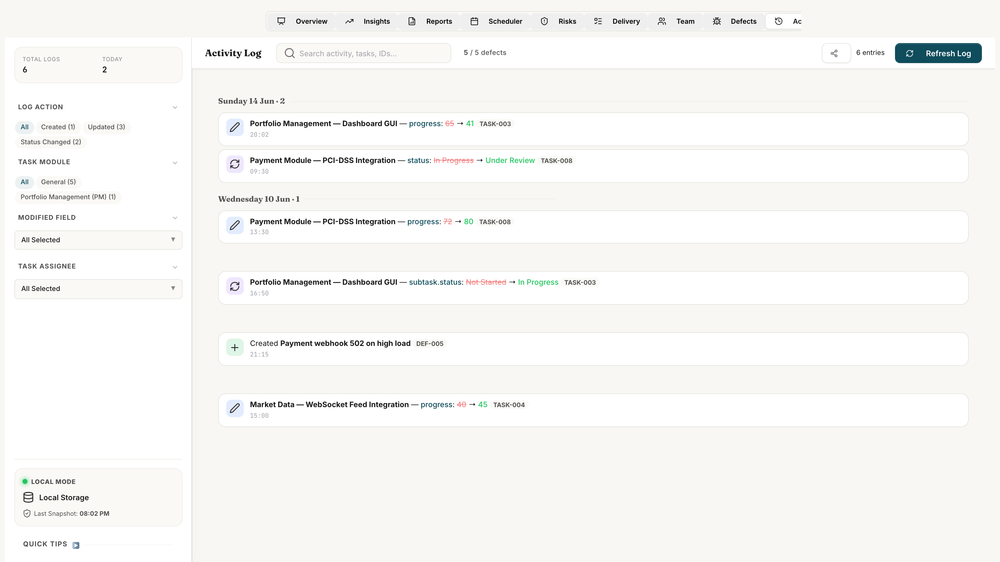 Overview Insights Reports Scheduler Risks Delivery Team Defects Ac
TOTAL LOGS TODAY
6 2
LOG ACTION
All Created (1) Updated (3)
Status Changed (2)
TASK MODULE
All General (5)
Portfolio Management (PM) (1)
MODIFIED FIELD
All Selected
TASK ASSIGNEE
All Selected
LOCAL MODE
Local Storage
Last Snapshot: 08:02 PM
QUICK TIPS
Activity Log Search activity, tasks, IDs... 5 / 5 defects 6 entries Refresh Log
Sunday 14 Jun · 2
Portfolio Management — Dashboard GUI — progress: 65 → 41 TASK-003
20:02
Payment Module — PCI-DSS Integration — status: In Progress → Under Review TASK-008
09:30
Wednesday 10 Jun · 1
Payment Module — PCI-DSS Integration — progress: 72 → 80 TASK-008
13:30
Portfolio Management — Dashboard GUI — subtask.status: Not Started → In Progress TASK-003
16:50
Created Payment webhook 502 on high load DEF-005
21:15
Market Data — WebSocket Feed Integration — progress: 40 → 45 TASK-004
15:00